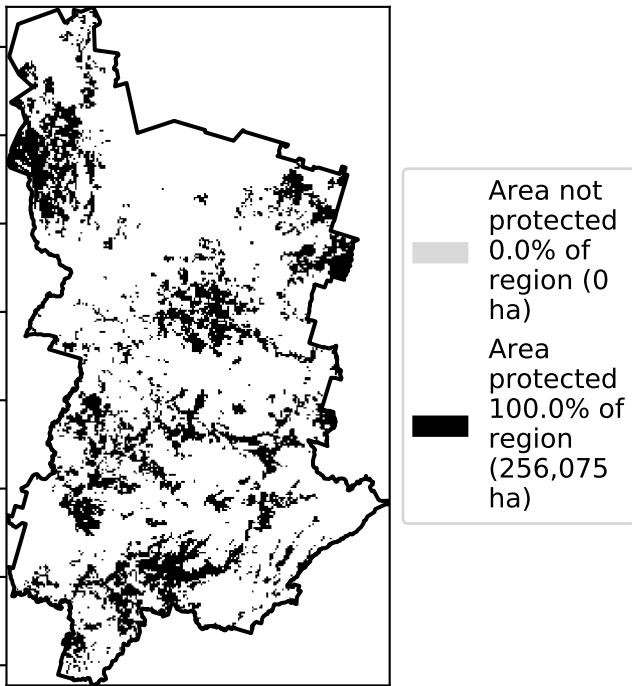 Area not
protected
0.0% of
region (0
ha)
Area
protected
100.0% of
region
(256,075
ha)